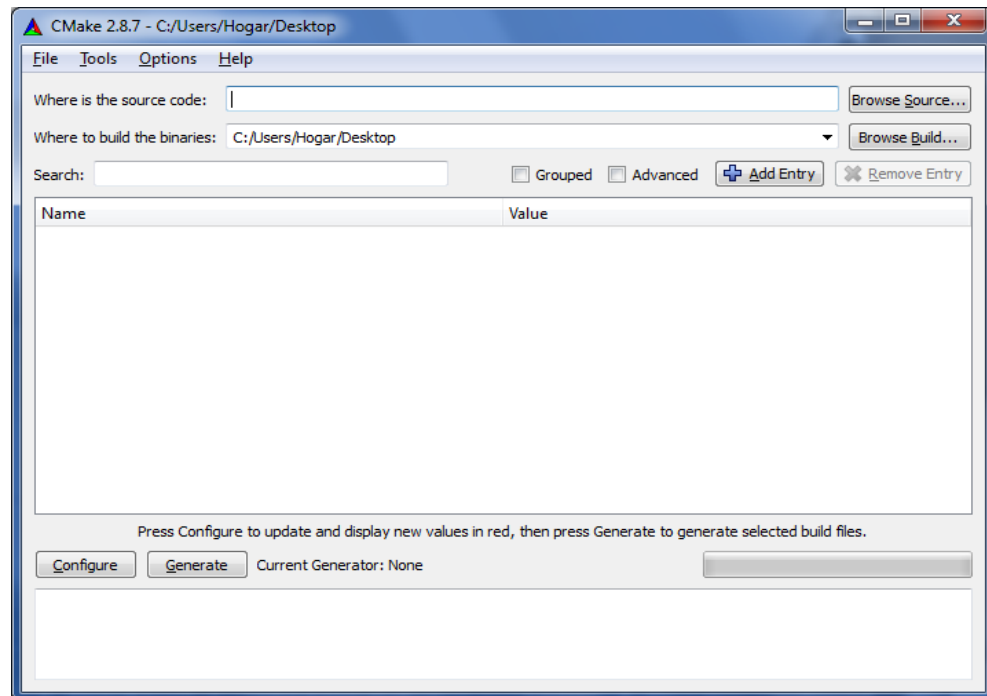 CMake 2.8.7 - C:/Users/Hogar/Desktop
File Tools Options Help
Where is the source code: Browse Source...
Where to build the binaries: C:/Users/Hogar/Desktop Browse Build...
Search: Grouped Advanced Add Entry Remove Entry
Name Value
Press Configure to update and display new values in red, then press Generate to generate selected build files.
Configure Generate Current Generator: None